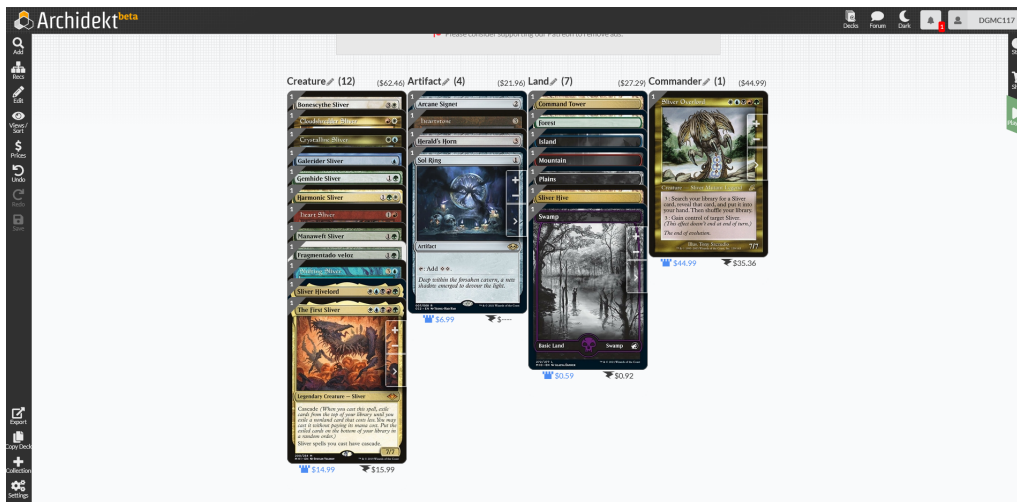 Archidekt beta
Decks
Forum
Dark
1
DGMC117
Please consider supporting our Patreon to remove ads.
Add
Recs
Edit
Views/
Sort
Prices
Undo
Redo
Save
Export
Copy Deck
Collection
Settings
Creature (12) ($62.46)
1
Bonescythe Sliver
Cloudshredder Sliver
Crystalline Sliver
Galerider Sliver
Gemhide Sliver
Harmonic Sliver
Heart Sliver
Manaweft Sliver
Fragmentado veloz
Sliver Hivelord
The First Sliver
Legendary Creature — Sliver
Cascade (When you cast this spell, exile
cards from the top of your library until you
exile a nonland card that costs less. You may
cast it without paying its mana cost. Put the
exiled cards on the bottom of your library in
a random order.)
Sliver spells you cast have cascade.
7/7
$14.99
$15.99
Artifact (4) ($21.96)
Arcane Signet
Herald's Horn
Sol Ring
Artifact
: Add .
Deep within the forsaken cavern, a new
shadow emerged to devour the light.
$6.99
$----
Land (7) ($27.29)
Command Tower
Forest
Island
Mountain
Plains
Sliver Hive
Swamp
Basic Land
Swamp
$0.59
$0.92
Commander (1) ($44.99)
Sliver Overlord
3: Search your library for a Sliver
card, reveal that card, and put it into
your hand. Then shuffle your library.
3: Gain control of target Sliver.
(This effect doesn't end at end of turn.)
The end of evolution.
7/7
$44.99
$35.36